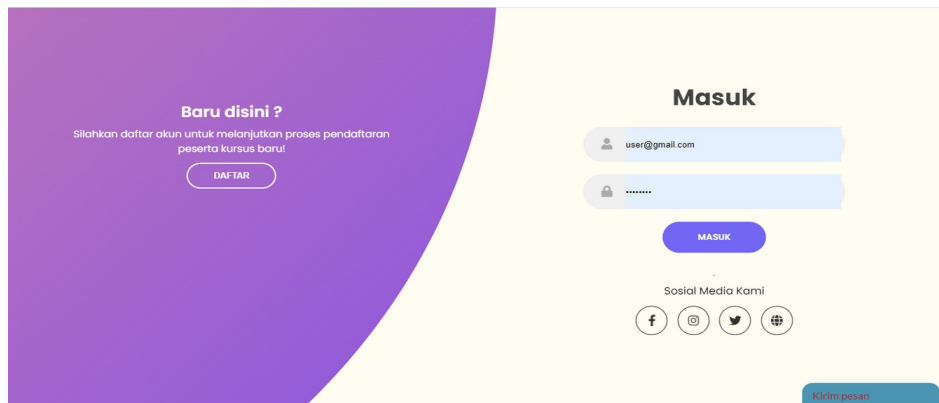 Baru disini ?
Silahkan daftar akun untuk melanjutkan proses pendaftaran
peserta kursus baru!
DAFTAR
Masuk
user@gmail.com
........
MASUK
.
Sosial Media Kami
Kirim pesan